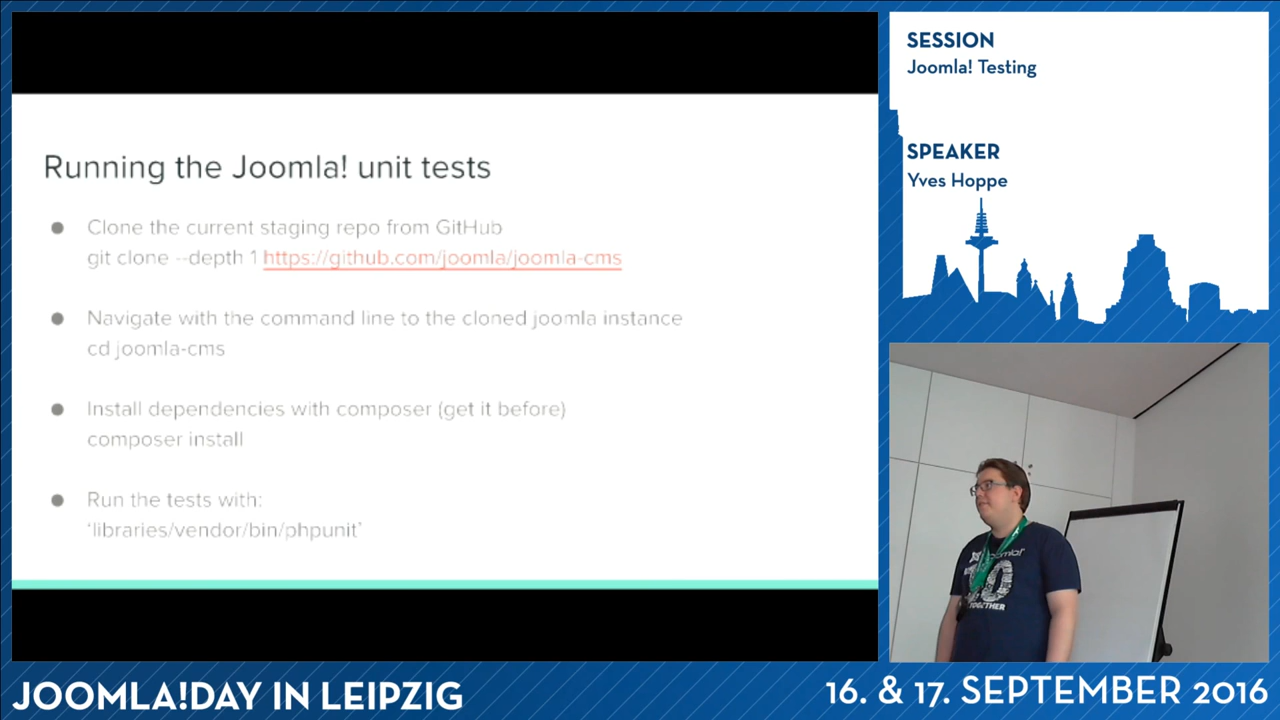 Running the Joomla! unit tests
Clone the current staging repo from GitHub
git clone --depth 1 https://github.com/joomla/joomla-cms
Navigate with the command line to the cloned joomla instance
cd joomla-cms
Install dependencies with composer (get it before)
composer install
Run the tests with:
‘libraries/vendor/bin/phpunit’
SESSION
Joomla! Testing
SPEAKER
Yves Hoppe
Joomla!
TOGETHER
JOOMLA!DAY IN LEIPZIG
16. & 17. SEPTEMBER 2016